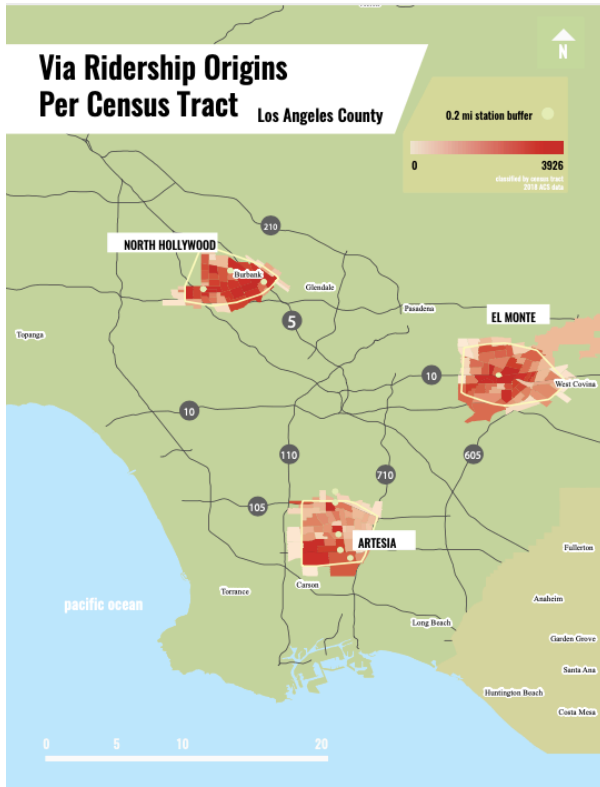 Via Ridership Origins
Per Census Tract
Los Angeles County
N
0.2 mi station buffer
0 3926
classified by census tract
2018 ACS data
210
NORTH HOLLYWOOD
Burbank
Glendale
Pasadena
EL MONTE
5
Topanga
10
West Covina
10
110
605
710
105
ARTESIA
Fullerton
Carson
Torrance
pacific ocean
Anaheim
Long Beach
Garden Grove
Santa Ana
Huntington Beach
Costa Mesa
0 5 10 20